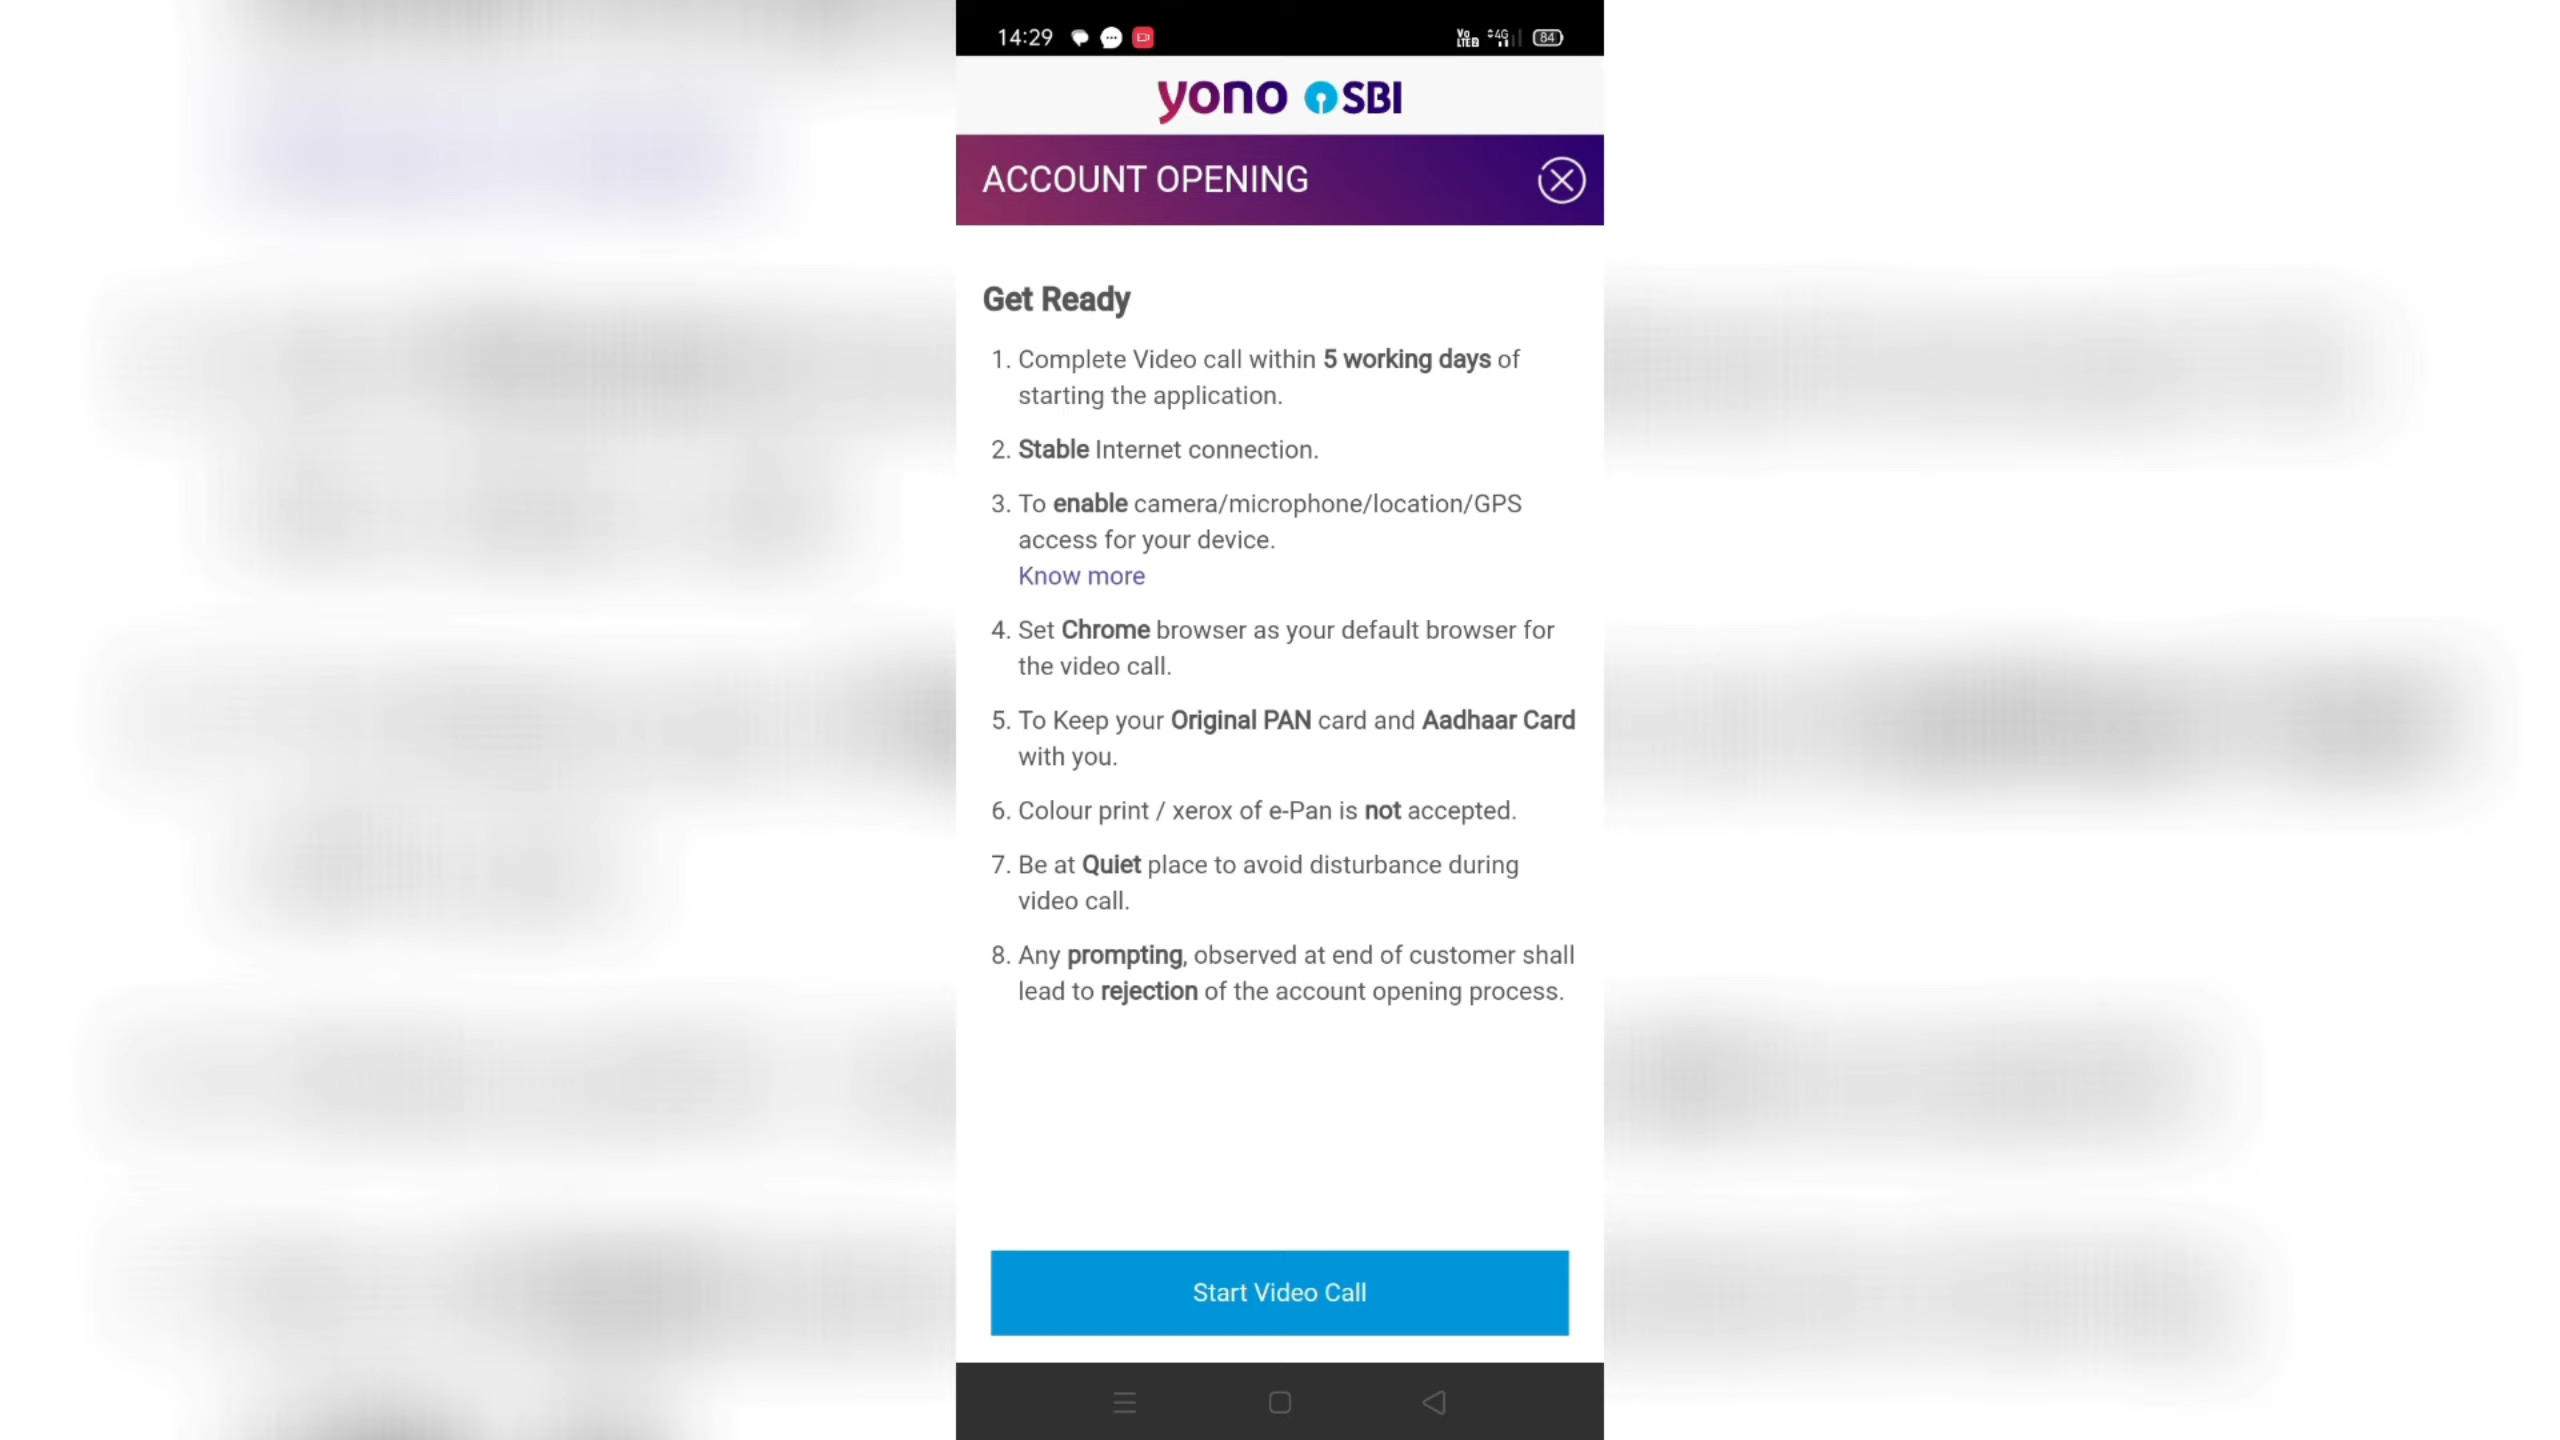 14:29 Vo LTE2 4G 84
yono SBI
ACCOUNT OPENING
Get Ready
1. Complete Video call within 5 working days of
starting the application.
2. Stable Internet connection.
3. To enable camera/microphone/location/GPS
access for your device.
Know more
4. Set Chrome browser as your default browser for
the video call.
5. To Keep your Original PAN card and Aadhaar Card
with you.
6. Colour print / xerox of e-Pan is not accepted.
7. Be at Quiet place to avoid disturbance during
video call.
8. Any prompting, observed at end of customer shall
lead to rejection of the account opening process.
Start Video Call